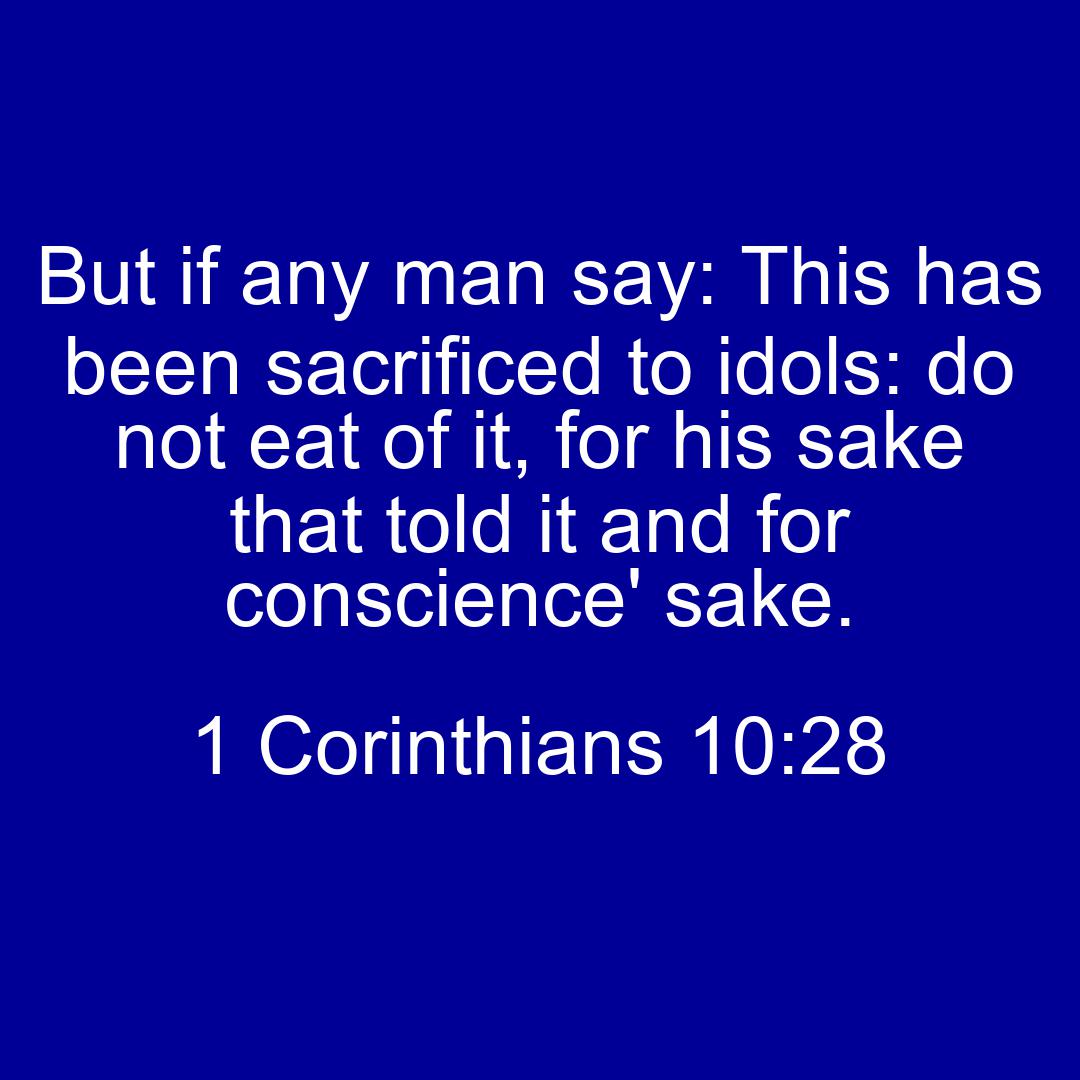 But if any man say: This has
been sacrificed to idols: do
not eat of it, for his sake
that told it and for
conscience' sake.
1 Corinthians 10:28